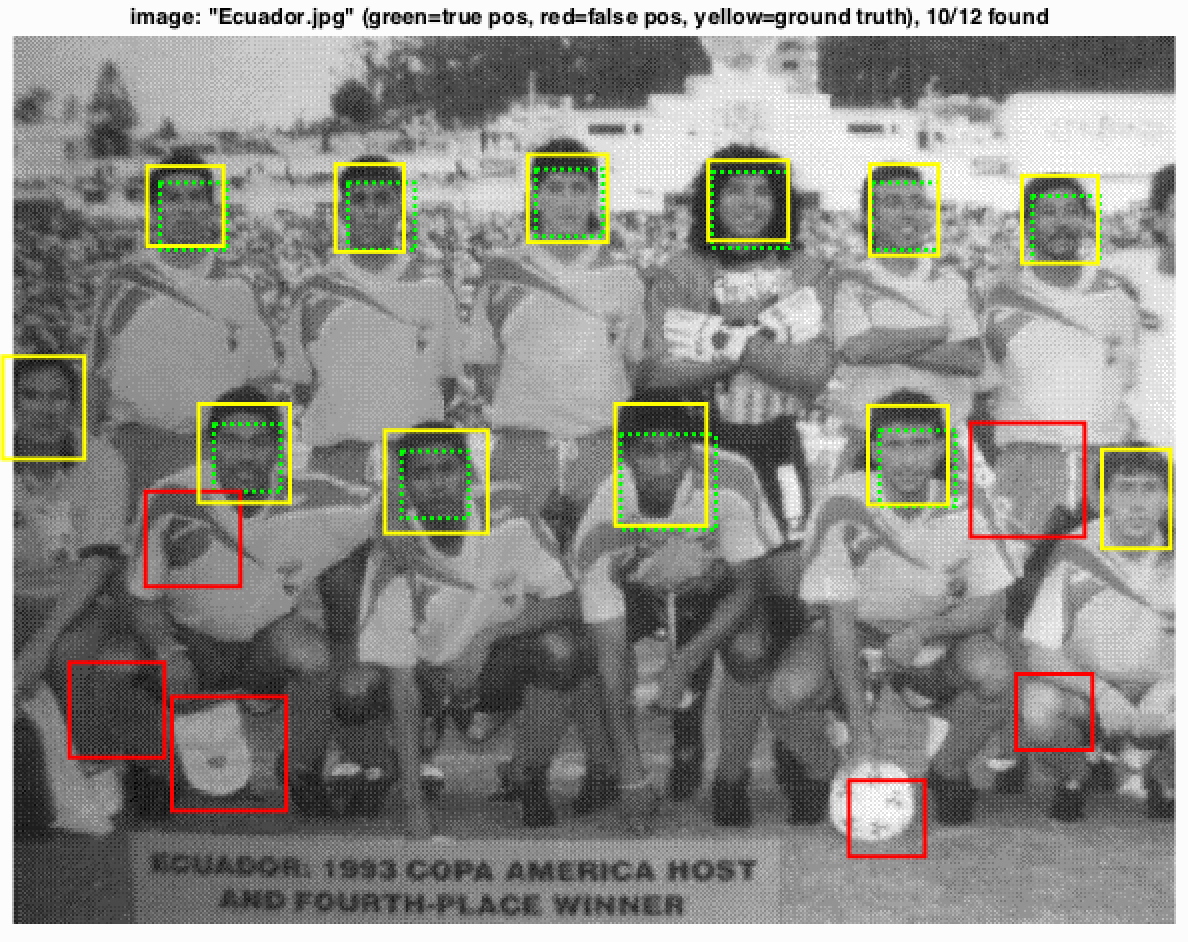 image: "Ecuador.jpg" (green=true pos, red=false pos, yellow=ground truth), 10/12 found
ECUADOR: 1993 COPA AMERICA HOST
AND FOURTH-PLACE WINNER